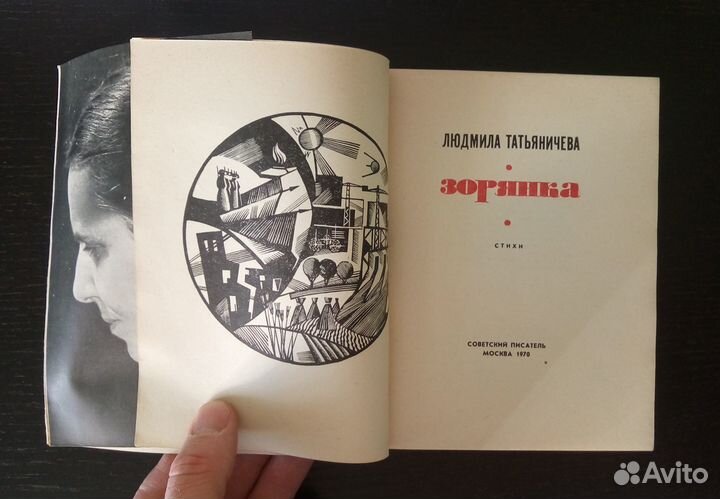 ЛЮДМИЛА ТАТЬЯНИЧЕВА
ЗОРЯНКА
СТИХИ
СОВЕТСКИЙ ПИСАТЕЛЬ
МОСКВА 1970
Avito